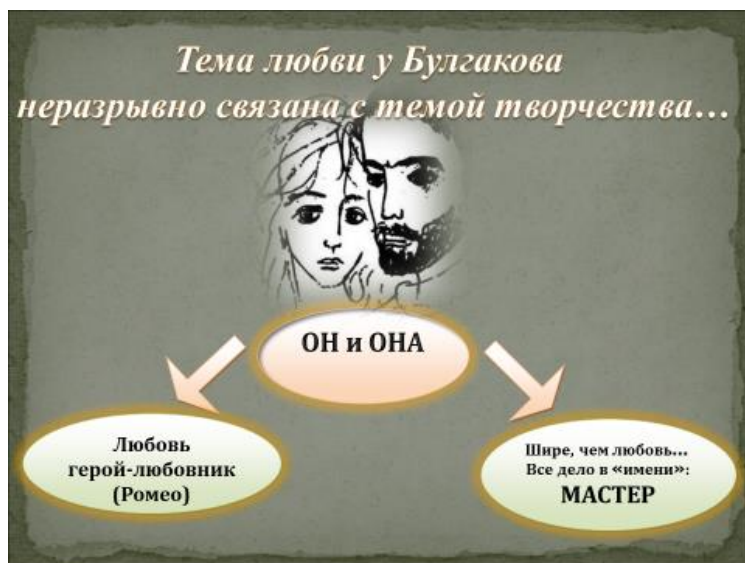 Тема любви у Булгакова
неразрывно связана с темой творчества...
ОН и ОНА
Любовь
герой-любовник
(Ромео)
Шире, чем любовь...
Все дело в «имени»:
МАСТЕР